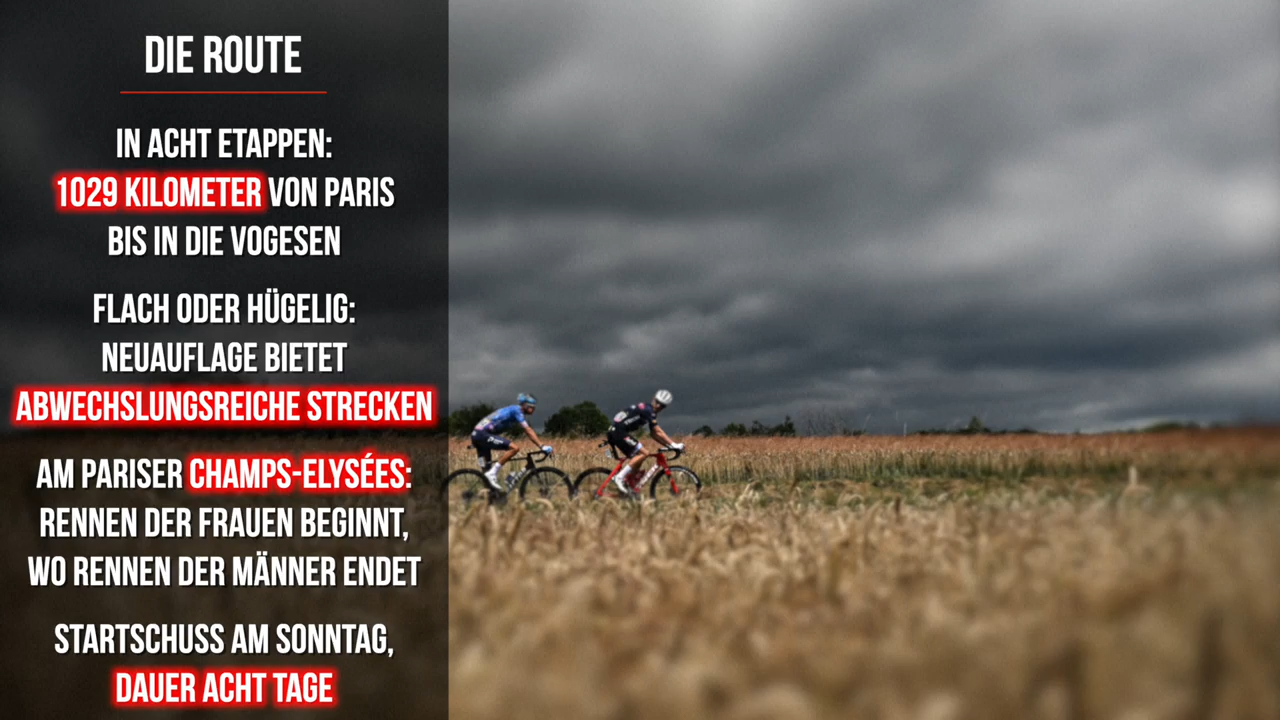 DIE ROUTE
IN ACHT ETAPPEN:
1029 KILOMETER VON PARIS
BIS IN DIE VOGESEN
FLACH ODER HÜGELIG:
NEUAUFLAGE BIETET
ABWECHSLUNGSREICHE STRECKEN
AM PARISER CHAMPS-ELYSÉES:
RENNEN DER FRAUEN BEGINNT,
WO RENNEN DER MÄNNER ENDET
STARTSCHUSS AM SONNTAG,
DAUER ACHT TAGE